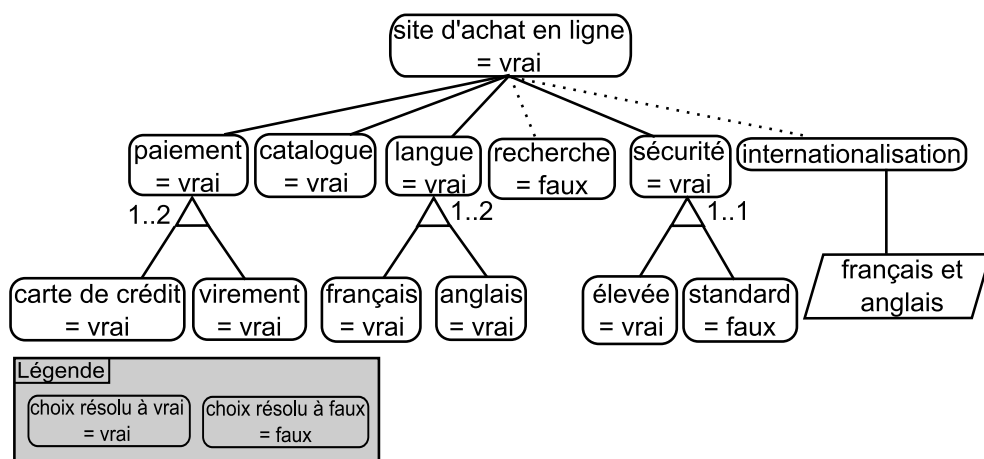 site d'achat en ligne
= vrai
paiement
= vrai
catalogue
= vrai
langue
= vrai
recherche
= faux
sécurité
= vrai
internationalisation
1..2
1..2
1..1
carte de crédit
= vrai
virement
= vrai
français
= vrai
anglais
= vrai
élevée
= vrai
standard
= faux
français et
anglais
Légende
choix résolu à vrai
= vrai
choix résolu à faux
= faux